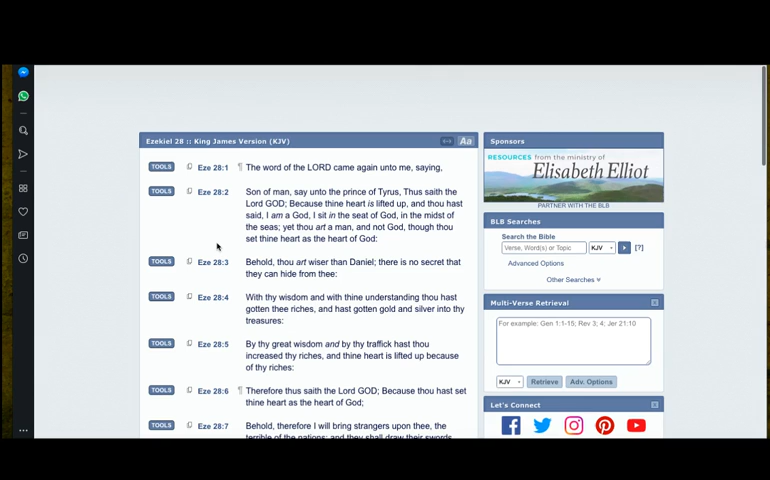 Ezekiel 28 :: King James Version (KJV)
Aa
TOOLS Eze 28:1 ¶ The word of the LORD came again unto me, saying,
TOOLS Eze 28:2 Son of man, say unto the prince of Tyrus, Thus saith the
Lord GOD; Because thine heart is lifted up, and thou hast
said, I am a God, I sit in the seat of God, in the midst of
the seas; yet thou art a man, and not God, though thou
set thine heart as the heart of God:
TOOLS Eze 28:3 Behold, thou art wiser than Daniel; there is no secret that
they can hide from thee:
TOOLS Eze 28:4 With thy wisdom and with thine understanding thou hast
gotten thee riches, and hast gotten gold and silver into thy
treasures:
TOOLS Eze 28:5 By thy great wisdom and by thy traffick hast thou
increased thy riches, and thine heart is lifted up because
of thy riches:
TOOLS Eze 28:6 ¶ Therefore thus saith the Lord GOD; Because thou hast set
thine heart as the heart of God;
TOOLS Eze 28:7 Behold, therefore I will bring strangers upon thee, the
terrible of the nations: and they shall draw their swords
Sponsors
RESOURCES from the ministry of
Elisabeth Elliot
PARTNER WITH THE BLB
BLB Searches
Search the Bible
Verse, Word(s) or Topic KJV [?]
Advanced Options
Other Searches
Multi-Verse Retrieval
For example: Gen 1:1-15; Rev 3; 4; Jer 21:10
KJV Retrieve Adv. Options
Let's Connect